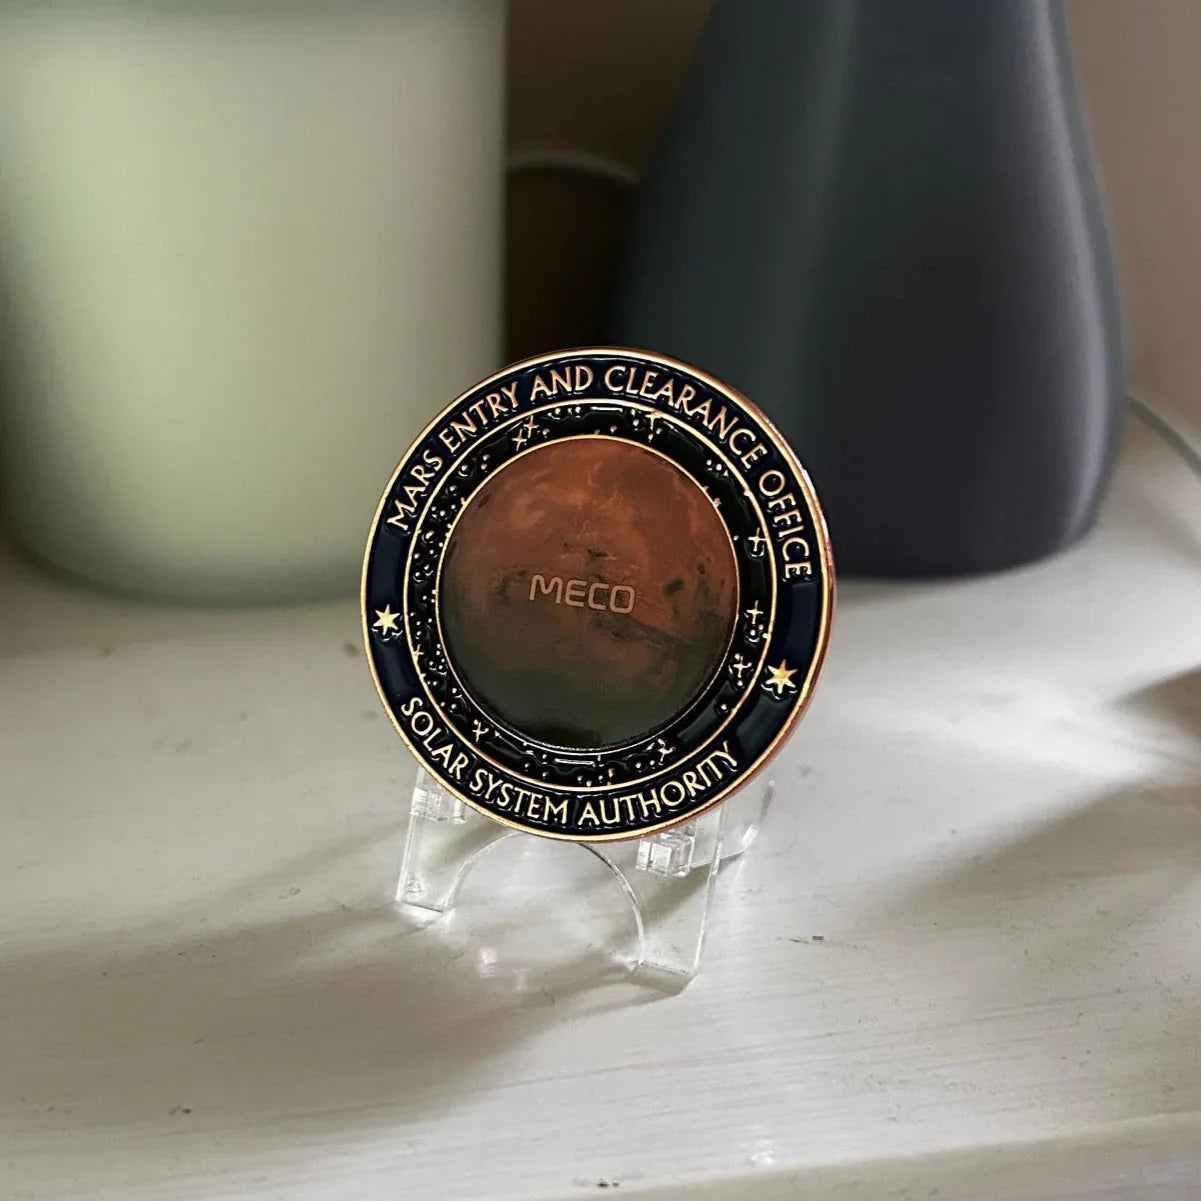 MARS ENTRY AND CLEARANCE OFFICE
MECO
SOLAR SYSTEM AUTHORITY